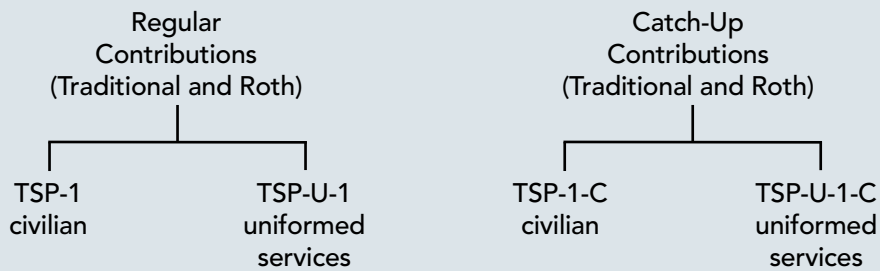 Regular
Contributions
(Traditional and Roth)
TSP-1
civilian
TSP-U-1
uniformed
services
Catch-Up
Contributions
(Traditional and Roth)
TSP-1-C
civilian
TSP-U-1-C
uniformed
services